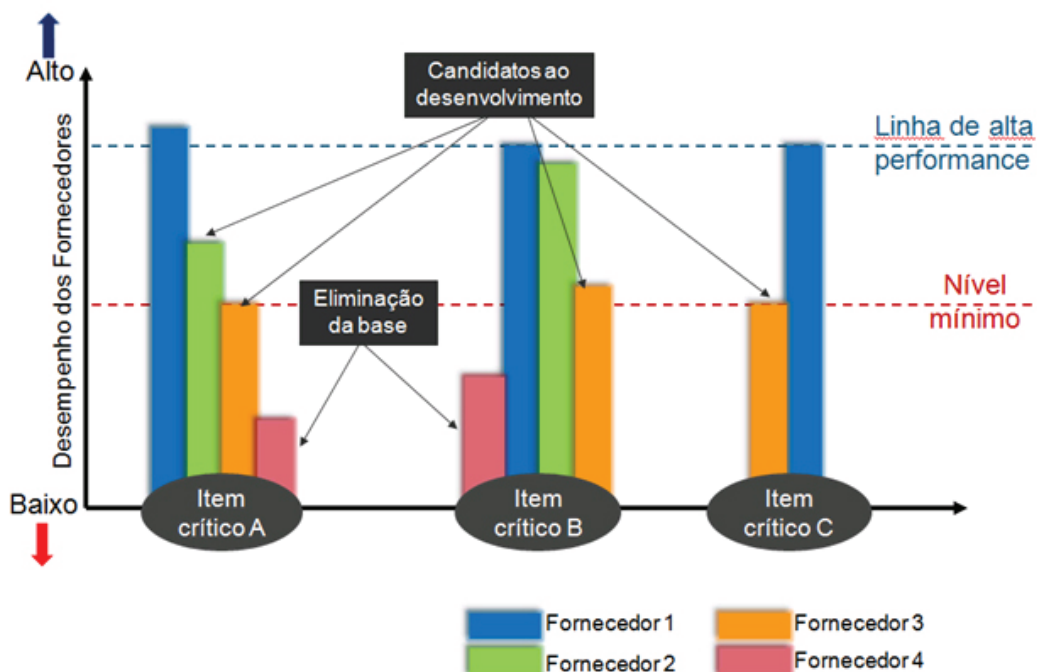 Alto
Candidatos ao
desenvolvimento
Linha de alta
performance
Desempenho dos Fornecedores
Eliminação
da base
Nível
mínimo
Baixo
Item
crítico A
Item
crítico B
Item
crítico C
Fornecedor 1
Fornecedor 3
Fornecedor 2
Fornecedor 4